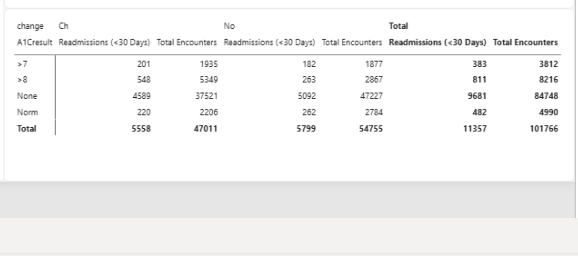 change Ch No Total
A1Cresult Readmissions (<30 Days) Total Encounters Readmissions (<30 Days) Total Encounters Readmissions (<30 Days) Total Encounters
>7 201 1935 182 1877 383 3812
>8 548 5349 263 2867 811 8216
None 4589 37521 5092 47227 9681 84748
Norm 220 2206 262 2784 482 4990
Total 5558 47011 5799 54755 11357 101766